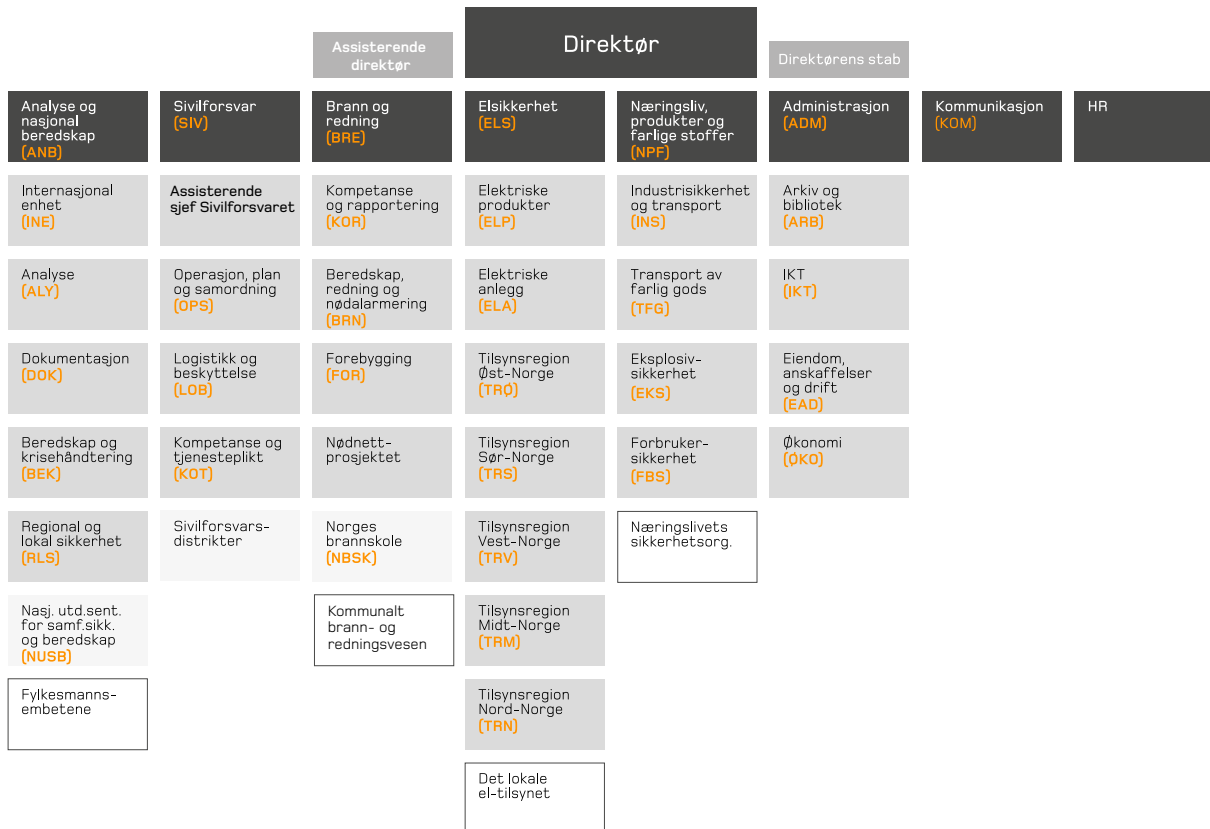 Direktør
Assisterende
direktør
Direktørens stab
Analyse og
nasjonal
beredskap
(ANB)
Internasjonal
enhet
(INE)
Analyse
(ALY)
Dokumentasjon
(DOK)
Beredskap og
krisehåndtering
(BEK)
Regional og
lokal sikkerhet
(RLS)
Nasj. utd.sent.
for samf.sikk.
og beredskap
(NUSB)
Fylkesmanns-
embetene
Sivilforsvar
(SIV)
Assisterende
sjef Sivilforsvaret
Operasjon, plan
og samordning
(OPS)
Logistikk og
beskyttelse
(LOB)
Kompetanse og
tjenesteplikt
(KOT)
Sivilforsvars-
distrikter
Brann og
redning
(BRE)
Kompetanse
og rapportering
(KOR)
Beredskap,
redning og
nødalarmering
(BRN)
Forebygging
(FOR)
Nødnett-
prosjektet
Norges
brannskole
(NBSK)
Kommunalt
brann- og
redningsvesen
Elsikkerhet
(ELS)
Elektriske
produkter
(ELP)
Elektriske
anlegg
(ELA)
Tilsynsregion
Øst-Norge
(TRØ)
Tilsynsregion
Sør-Norge
(TRS)
Tilsynsregion
Vest-Norge
(TRV)
Tilsynsregion
Midt-Norge
(TRM)
Tilsynsregion
Nord-Norge
(TRN)
Det lokale
el-tilsynet
Næringsliv,
produkter og
farlige stoffer
(NPF)
Industrisikkerhet
og transport
(INS)
Transport av
farlig gods
(TFG)
Eksplosiv-
sikkerhet
(EKS)
Forbruker-
sikkerhet
(FBS)
Næringslivets
sikkerhetsorg.
Administrasjon
(ADM)
Arkiv og
bibliotek
(ARB)
IKT
(IKT)
Eiendom,
anskaffelser
og drift
(EAD)
Økonomi
(ØKO)
Kommunikasjon
(KOM)
HR